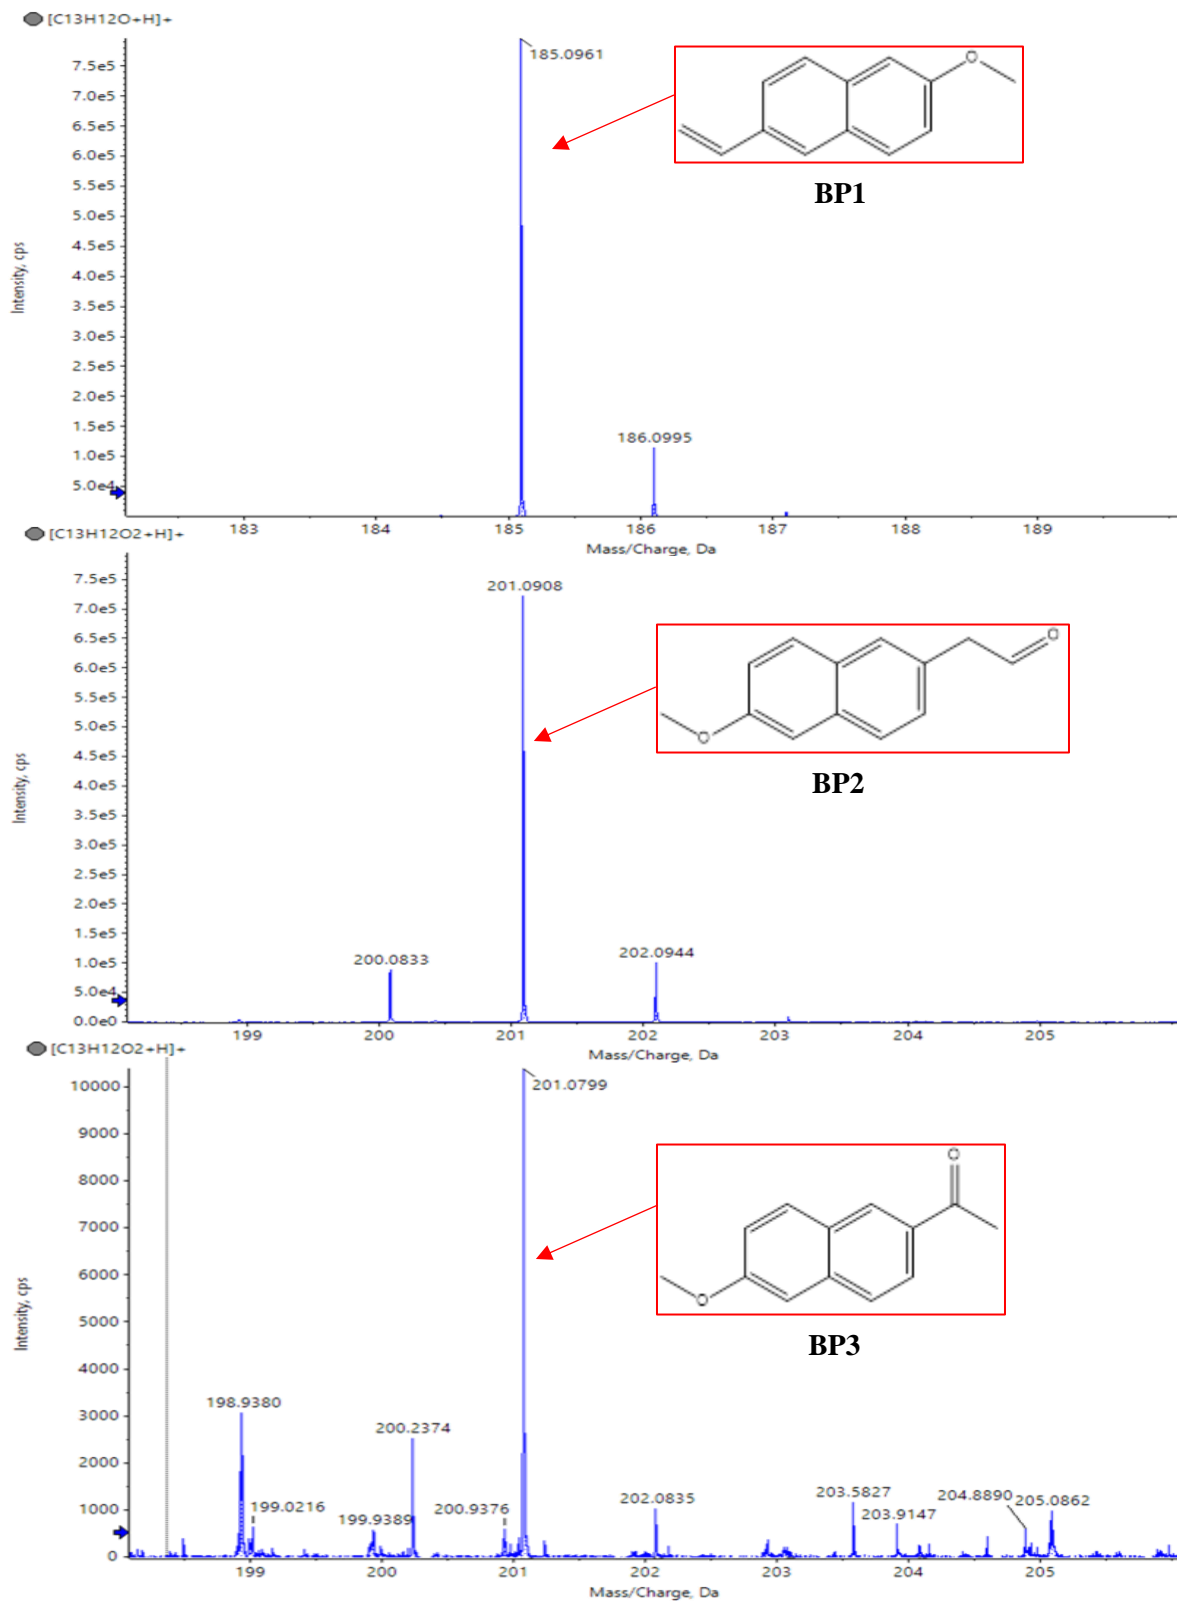 [C13H12O+H]+
185.0961
7.5e5
7.0e5
6.5e5
6.0e5
5.5e5
5.0e5
4.5e5
4.0e5
3.5e5
3.0e5
2.5e5
2.0e5
1.5e5
1.0e5
5.0e4
Intensity, cps
O
BP1
186.0995
183 184 185 186 187 188 189
Mass/Charge, Da
[C13H12O2+H]+
201.0908
7.5e5
7.0e5
6.5e5
6.0e5
5.5e5
5.0e5
4.5e5
4.0e5
3.5e5
3.0e5
2.5e5
2.0e5
1.5e5
1.0e5
5.0e4
0.0e0
Intensity, cps
O
O
BP2
200.0833
202.0944
199 200 201 202 203 204 205
Mass/Charge, Da
[C13H12O2+H]+
201.0799
10000
9000
8000
7000
6000
5000
4000
3000
2000
1000
0
Intensity, cps
O
O
BP3
198.9380
200.2374
199.0216
199.9389
200.9376
202.0835
203.5827
203.9147
204.8890
205.0862
199 200 201 202 203 204 205
Mass/Charge, Da